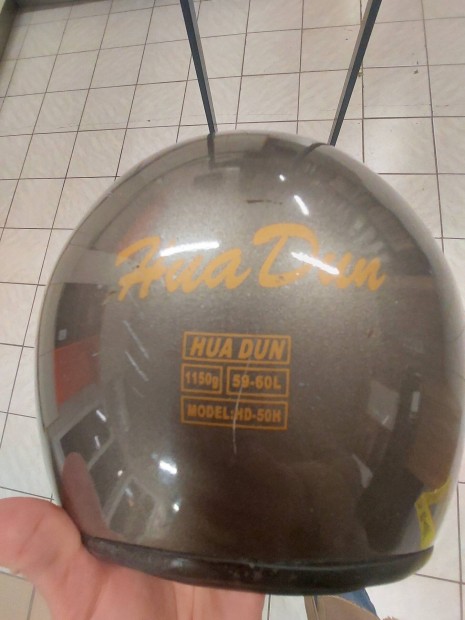 Hua Dun
HUA DUN
1150g 59-60L
MODEL:HD-50H